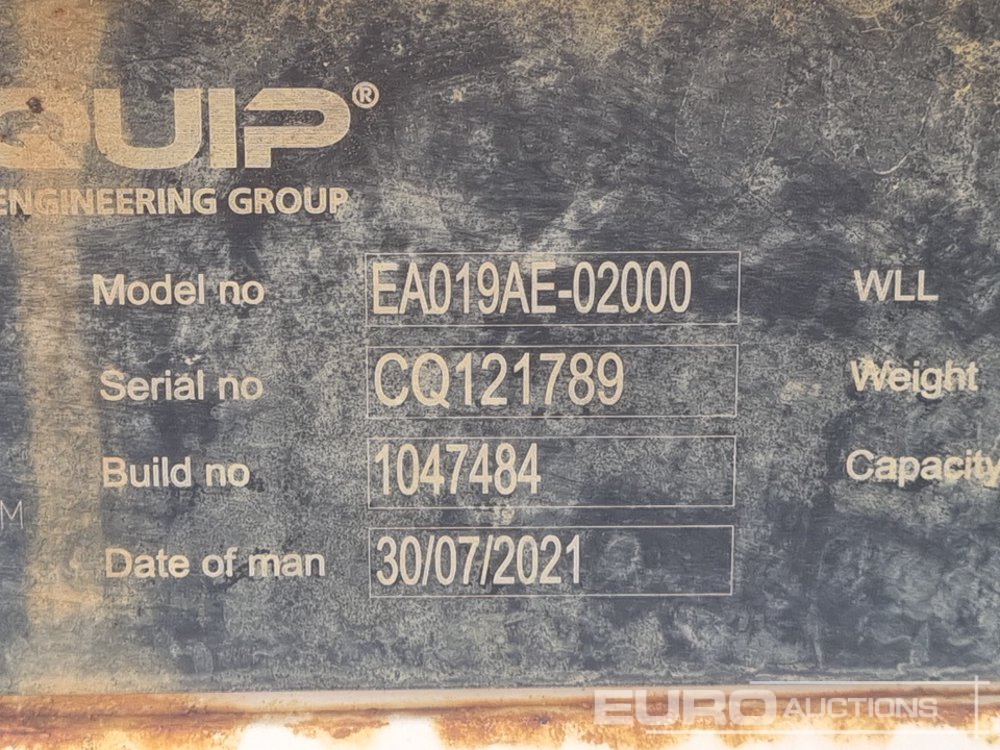 QUIP®
ENGINEERING GROUP
Model no EA019AE-02000 WLL
Serial no CQ121789 Weight
Build no 1047484 Capacity
M
Date of man 30/07/2021
EURO AUCTIONS